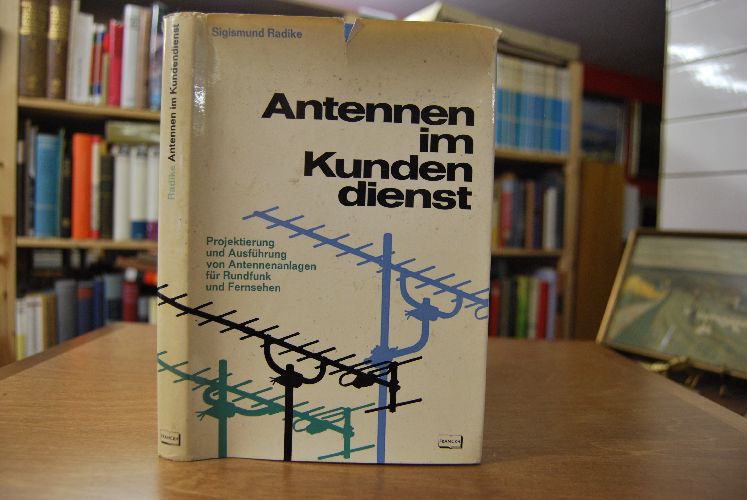 Sigismund Radike
Antennen
im
Kunden
dienst
Projektierung
und Ausführung
von Antennenanlagen
für Rundfunk
und Fernsehen
FRANCKH
Radike Antennen im Kundendienst
FRANCKH